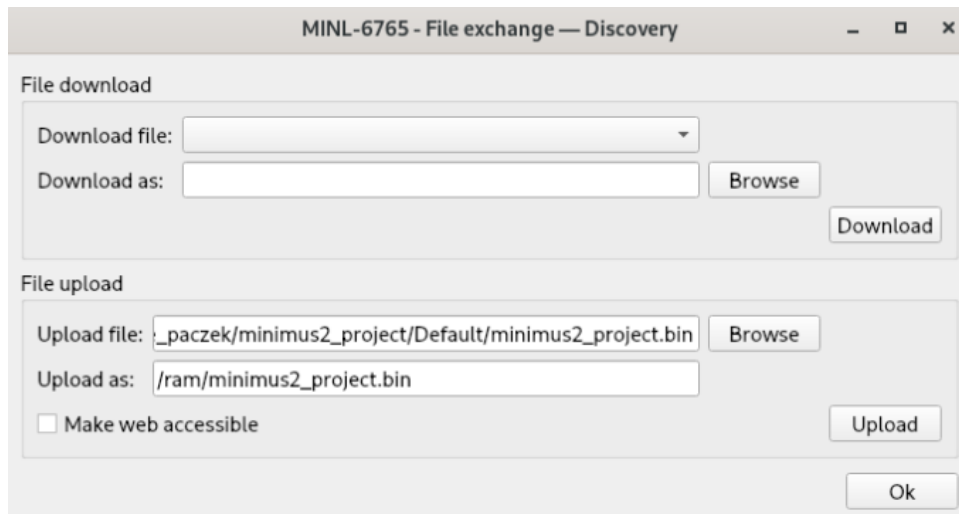 MINL-6765 - File exchange — Discovery
File download
Download file:
Download as: Browse
Download
File upload
Upload file: _paczek/minimus2_project/Default/minimus2_project.bin Browse
Upload as: /ram/minimus2_project.bin
Make web accessible Upload
Ok